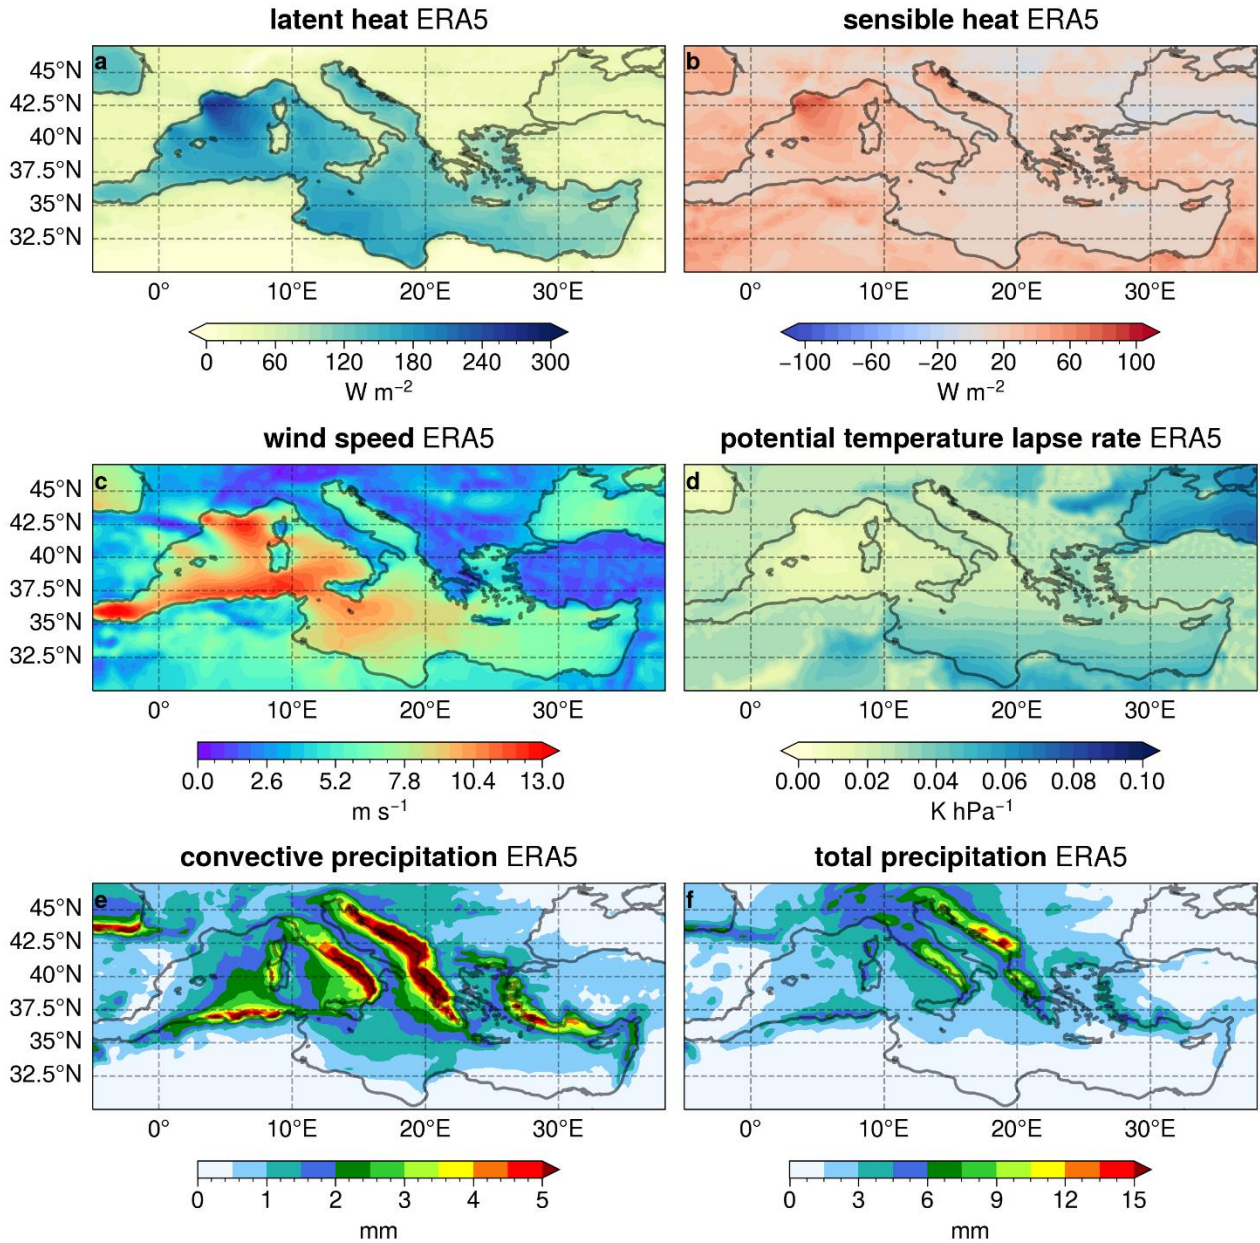 latent heat ERA5
sensible heat ERA5
a
45°N
42.5°N
40°N
37.5°N
35°N
32.5°N
0°
10°E
20°E
30°E
0
60
120
180
240
300
W m⁻²
b
0°
10°E
20°E
30°E
−100
−60
−20
20
60
100
W m⁻²
wind speed ERA5
potential temperature lapse rate ERA5
c
45°N
42.5°N
40°N
37.5°N
35°N
32.5°N
0°
10°E
20°E
30°E
0.0
2.6
5.2
7.8
10.4
13.0
m s⁻¹
d
0°
10°E
20°E
30°E
0.00
0.02
0.04
0.06
0.08
0.10
K hPa⁻¹
convective precipitation ERA5
total precipitation ERA5
e
45°N
42.5°N
40°N
37.5°N
35°N
32.5°N
0°
10°E
20°E
30°E
0
1
2
3
4
5
mm
f
0°
10°E
20°E
30°E
0
3
6
9
12
15
mm